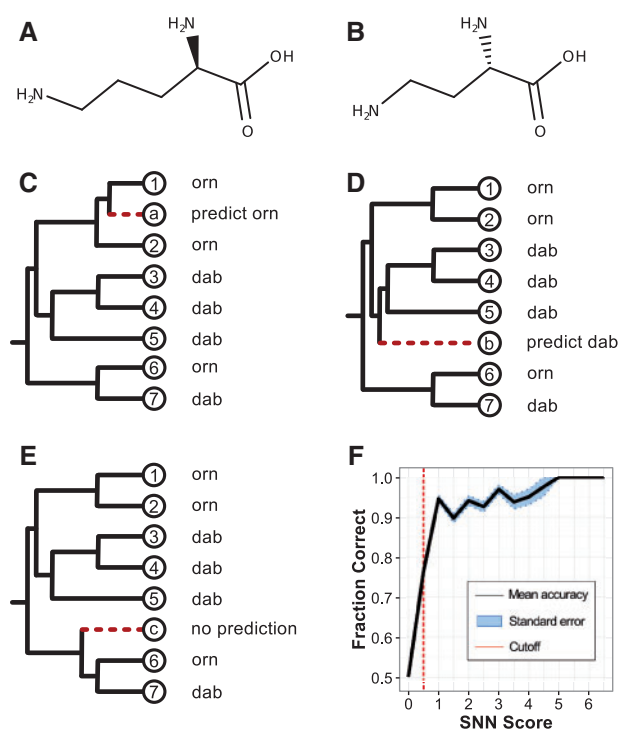 A
H₂N
OH
H₂N
O
B
H₂N
OH
H₂N
O
C
1 orn
a predict orn
2 orn
3 dab
4 dab
5 dab
6 orn
7 dab
D
1 orn
2 orn
3 dab
4 dab
5 dab
b predict dab
6 orn
7 dab
E
1 orn
2 orn
3 dab
4 dab
5 dab
c no prediction
6 orn
7 dab
F
Fraction Correct
1.0
0.9
0.8
0.7
0.6
0.5
Mean accuracy
Standard error
Cutoff
0 1 2 3 4 5 6
SNN Score